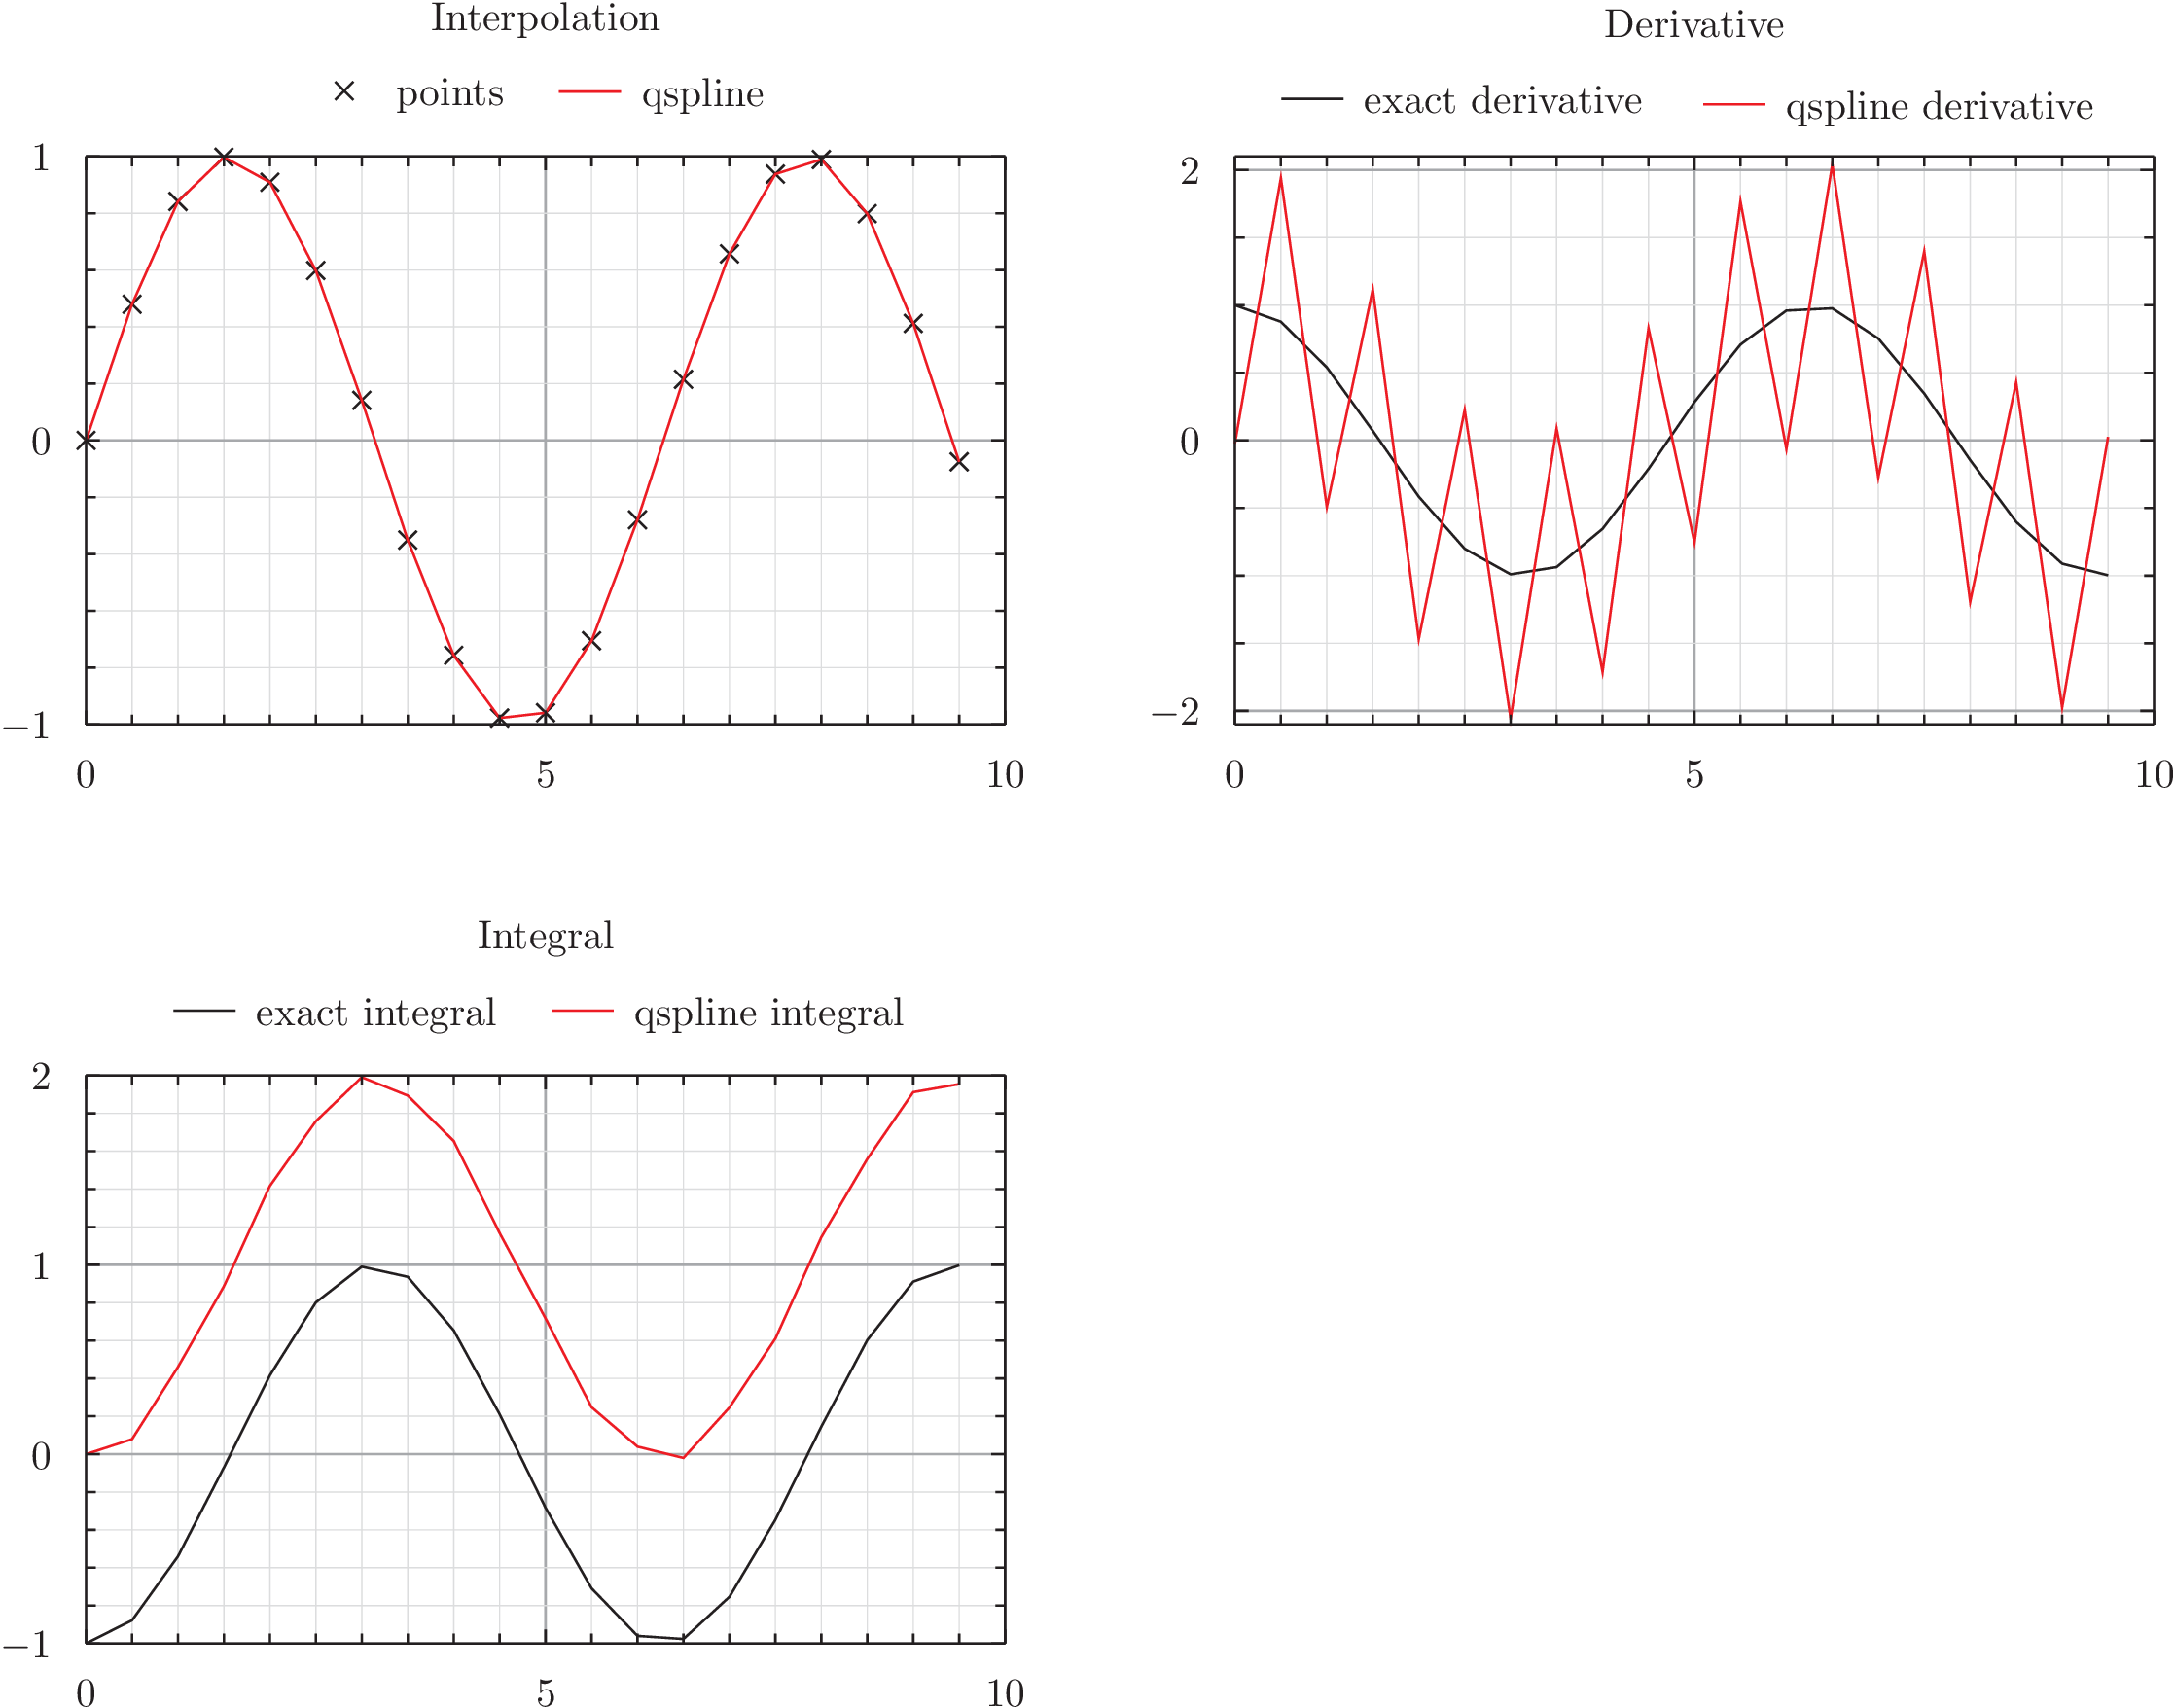 Interpolation
points qspline
1
0
−1
0 5 10
Derivative
exact derivative qspline derivative
2
0
−2
0 5 10
Integral
exact integral qspline integral
2
1
0
−1
0 5 10